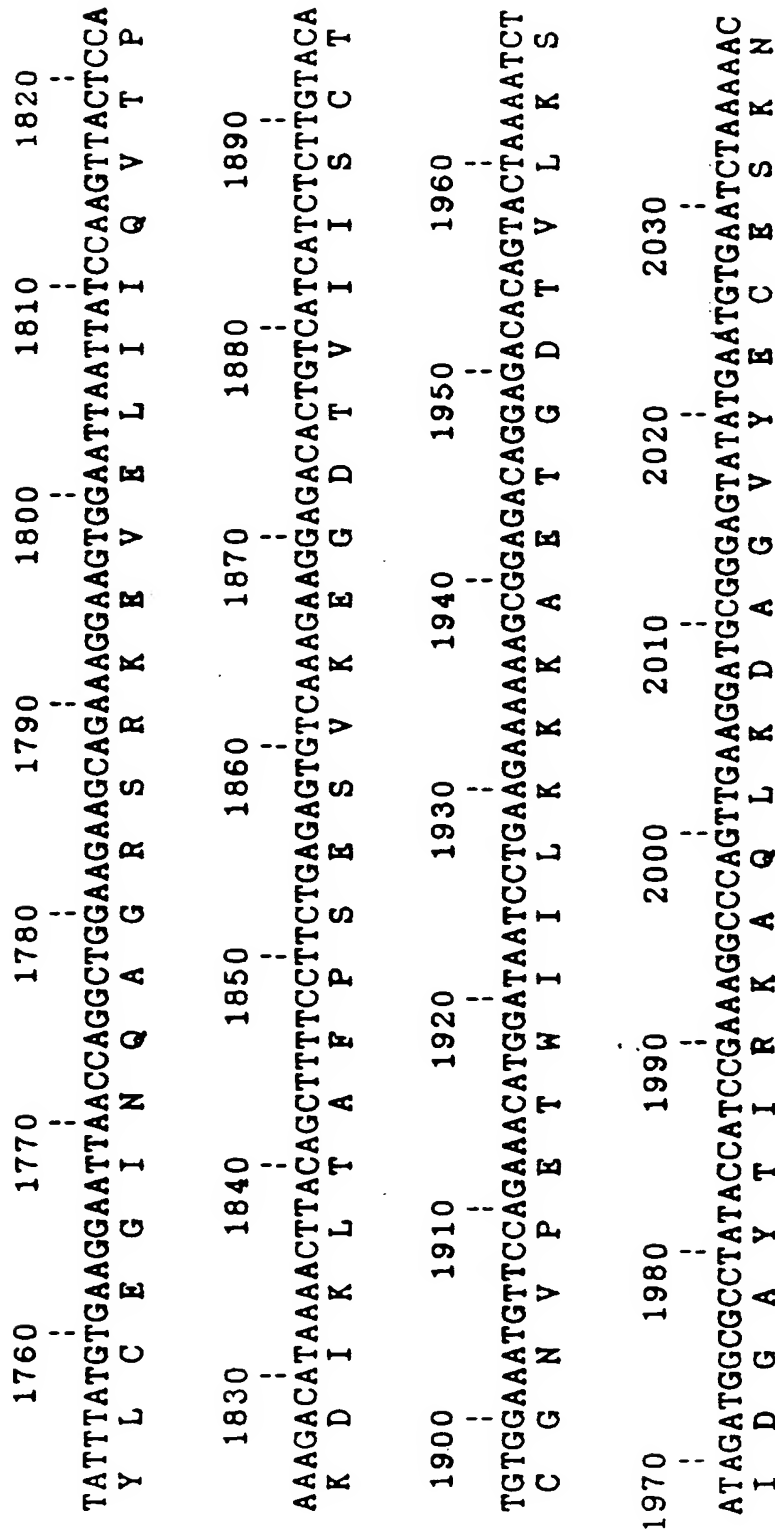 1760 1770 1780 1790 1800 1810 1820
TATTTATGTGAAGGAATTAACCAGGCTGGAAGAAGCAGAAAGGAAGTGGAATTAATTATCCAAGTTACTCCA
Y L C E G I N Q A G R S R K E V E L I I Q V T P
1830 1840 1850 1860 1870 1880 1890
AAAGACATAAAACTTACAGCTTTTCCTTCTGAGAGTGTCAAAGAAGGAGACACTGTCATCATCTCTTGTACA
K D I K L T A F P S E S V K E G D T V I I S C T
1900 1910 1920 1930 1940 1950 1960
TGTGGAAATGTTCCAGAAACATGGATAATCCTGAAGAAAAAAGCGGAGACAGGAGACACAGTACTAAAATCT
C G N V P E T W I I L K K K A E T G D T V L K S
1970 1980 1990 2000 2010 2020 2030
ATAGATGGCGCCTATACCATCCGAAAGGCCCAGTTGAAGGATGCGGGAGTATATGAATGTGAATCTAAAAAC
I D G A Y T I R K A Q L K D A G V Y E C E S K N